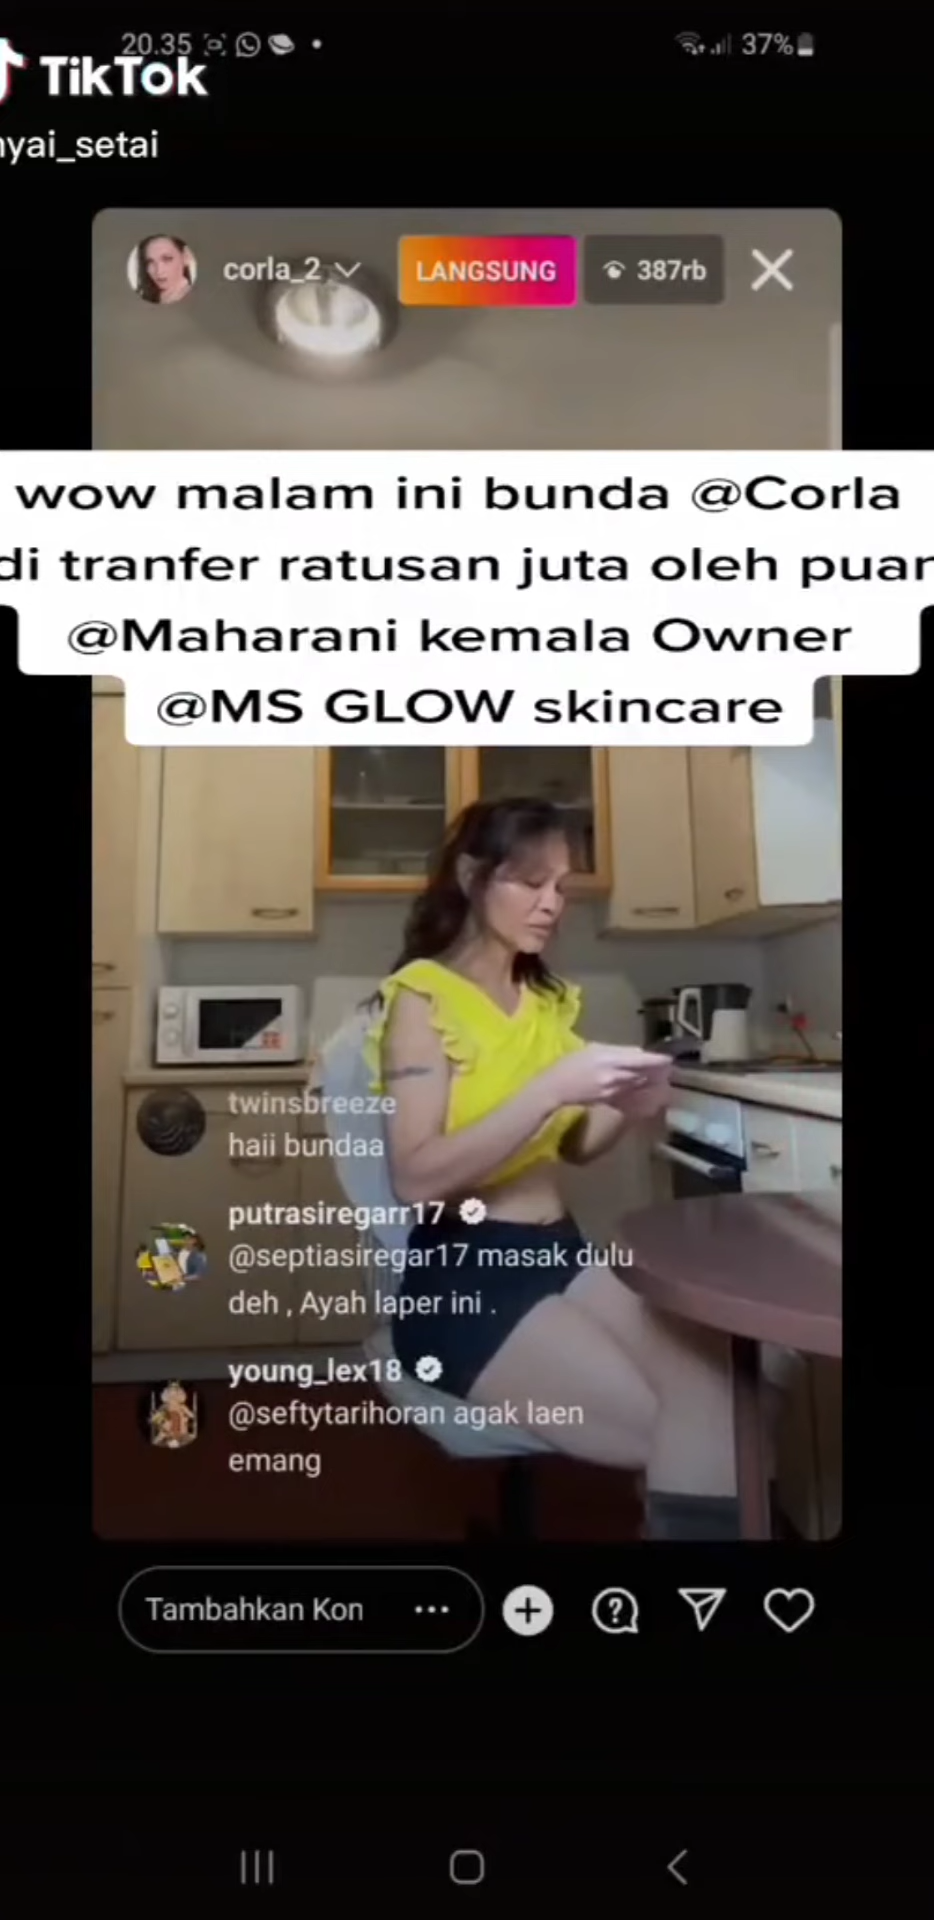 20.35
37%
TikTok
yai_setai
corla_2
LANGSUNG
387rb
wow malam ini bunda @Corla
di tranfer ratusan juta oleh puan
@Maharani kemala Owner
@MS GLOW skincare
twinsbreeze
haii bundaa
putrasiregarr17
@septiasiregar17 masak dulu
deh , Ayah laper ini .
young_lex18
@seftytarihoran agak laen
emang
Tambahkan Kon